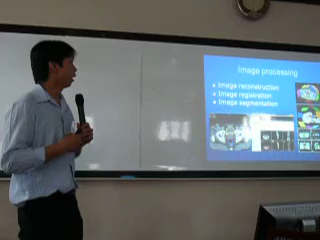 Image processing
Image reconstruction
Image registration
Image segmentation